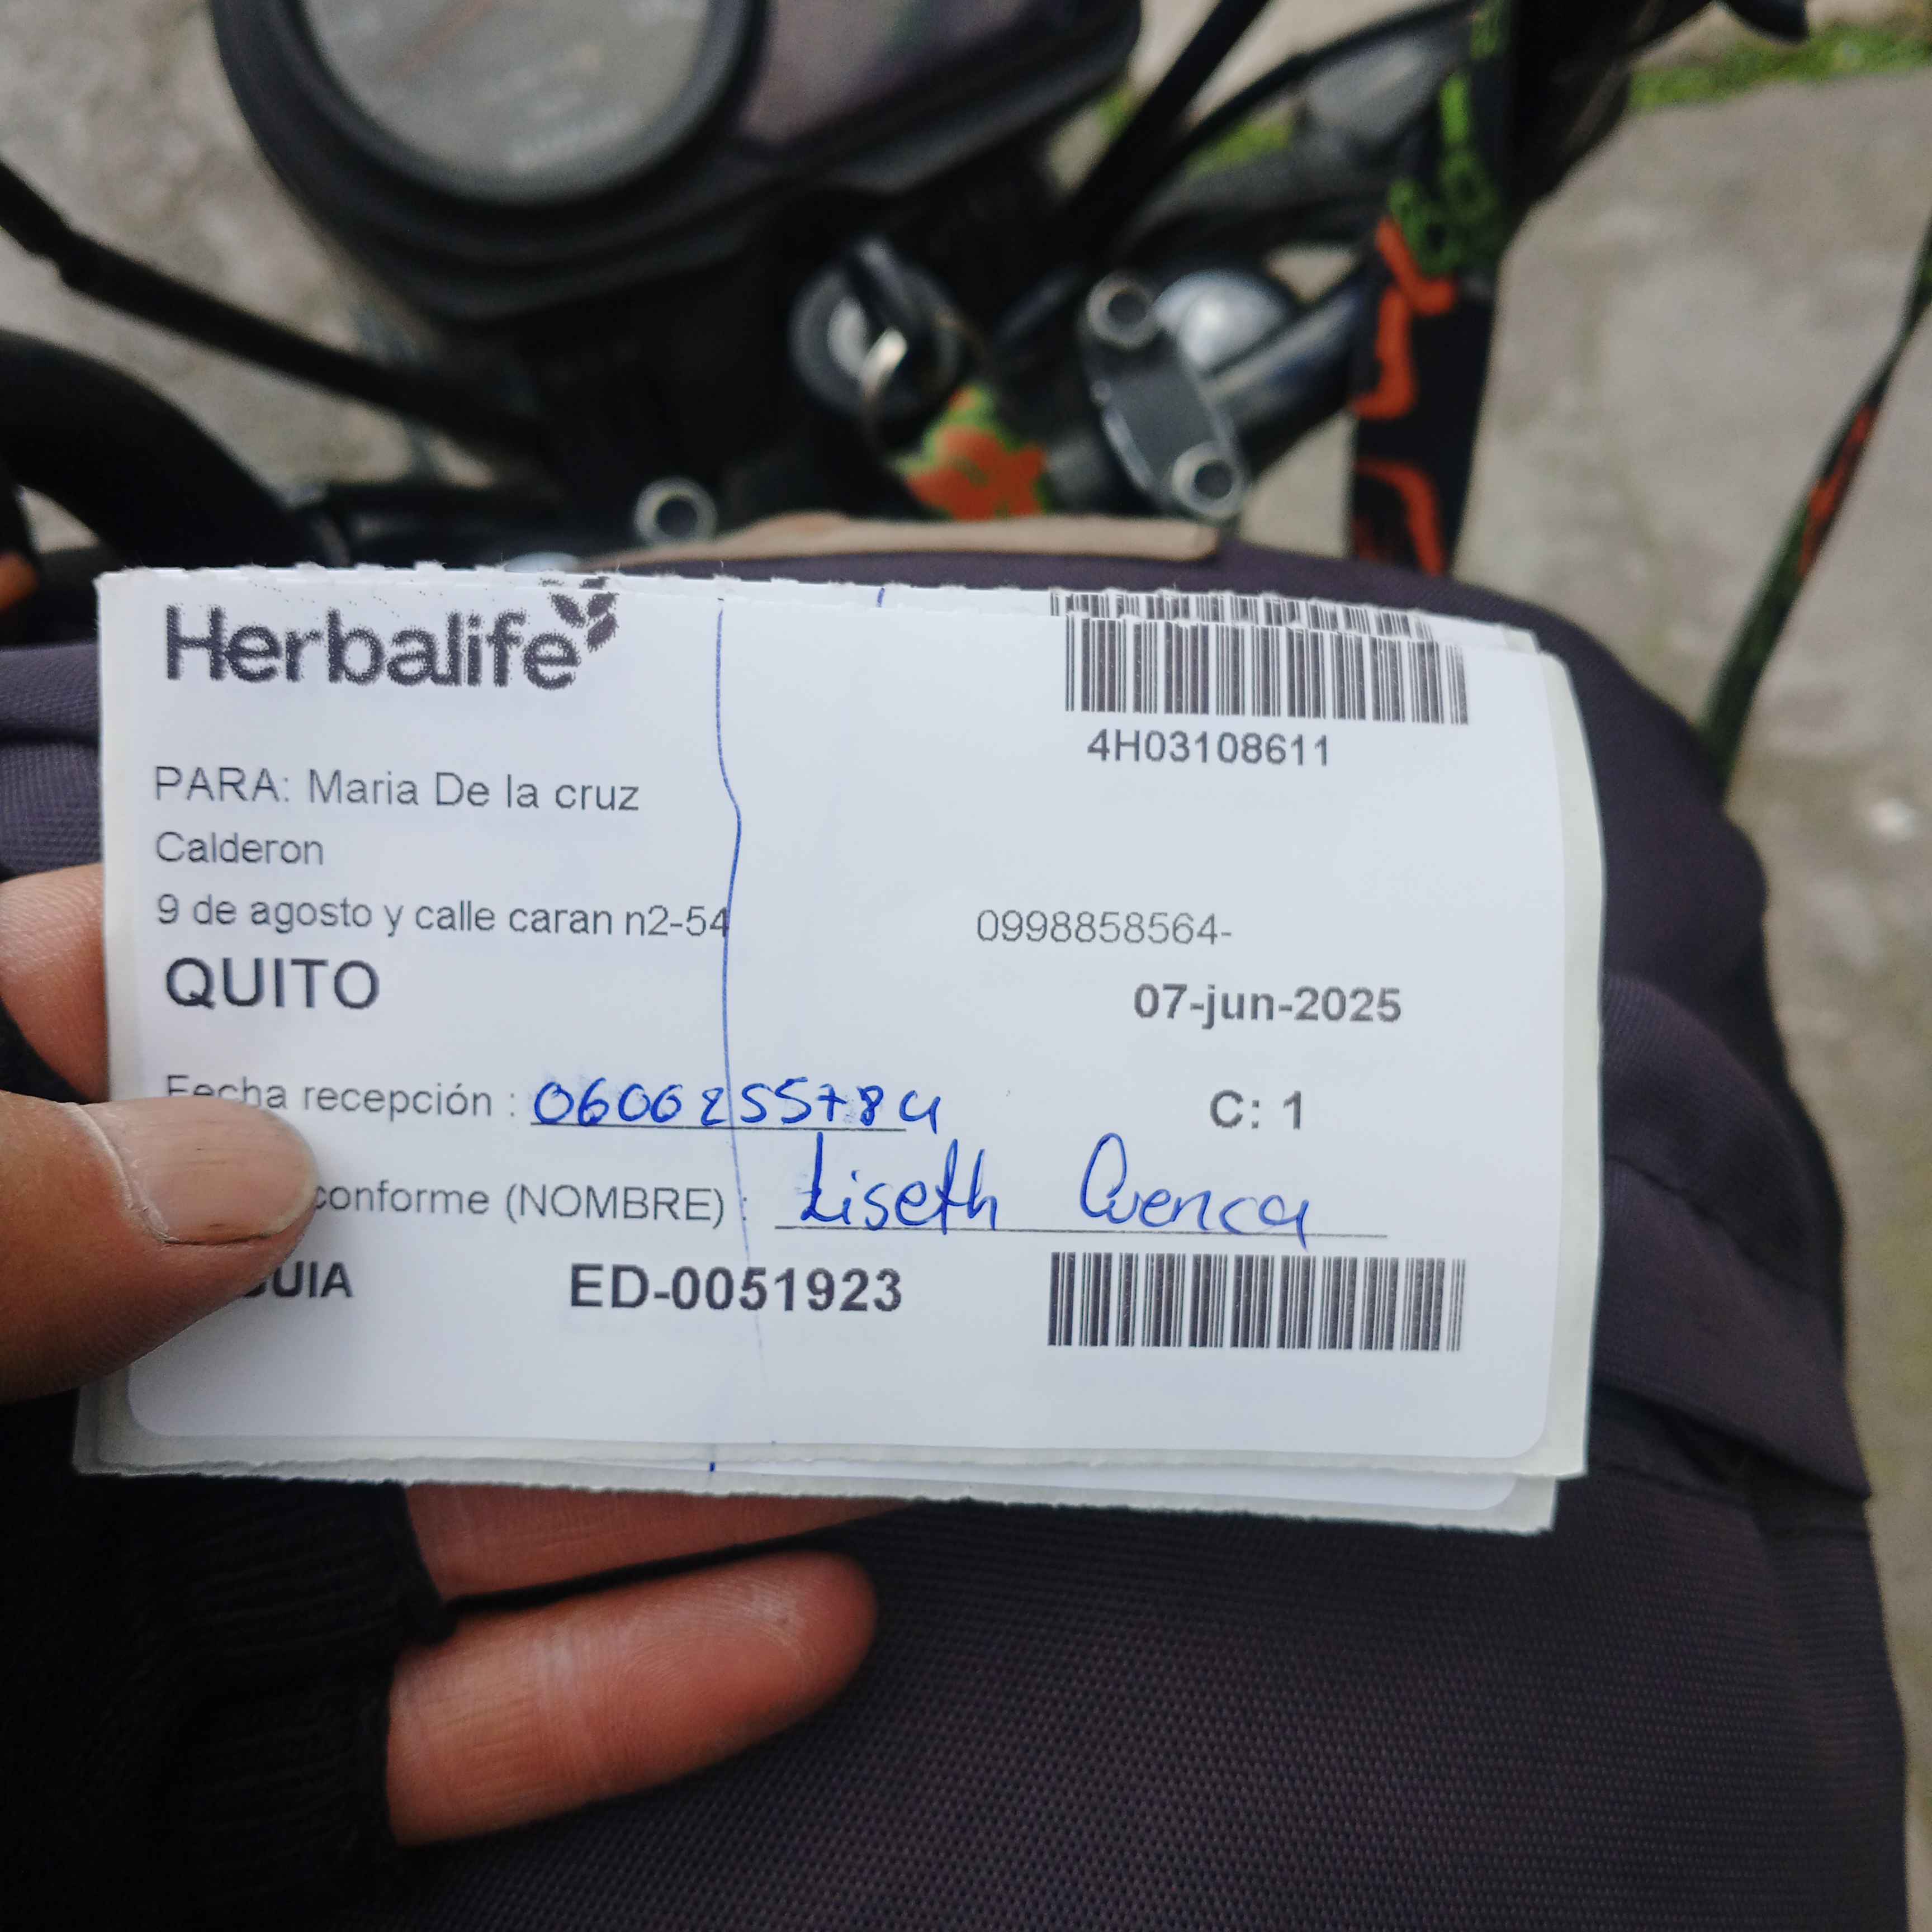 Herbalife
4H03108611
PARA: Maria De la cruz
Calderon
9 de agosto y calle caran n2-54 0998858564-
QUITO
07-jun-2025
Fecha recepción : 0606255784 C: 1
conforme (NOMBRE) : Liseth Cuenca
GUIA ED-0051923